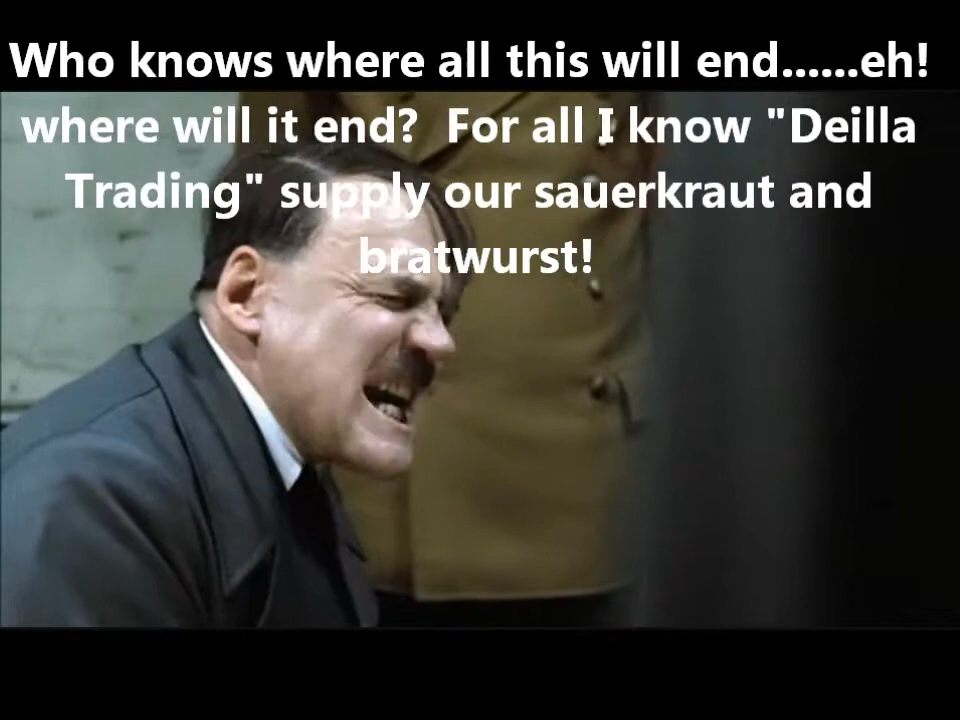 Who knows where all this will end......eh!
where will it end?  For all I know "Deilla
Trading" supply our sauerkraut and
bratwurst!